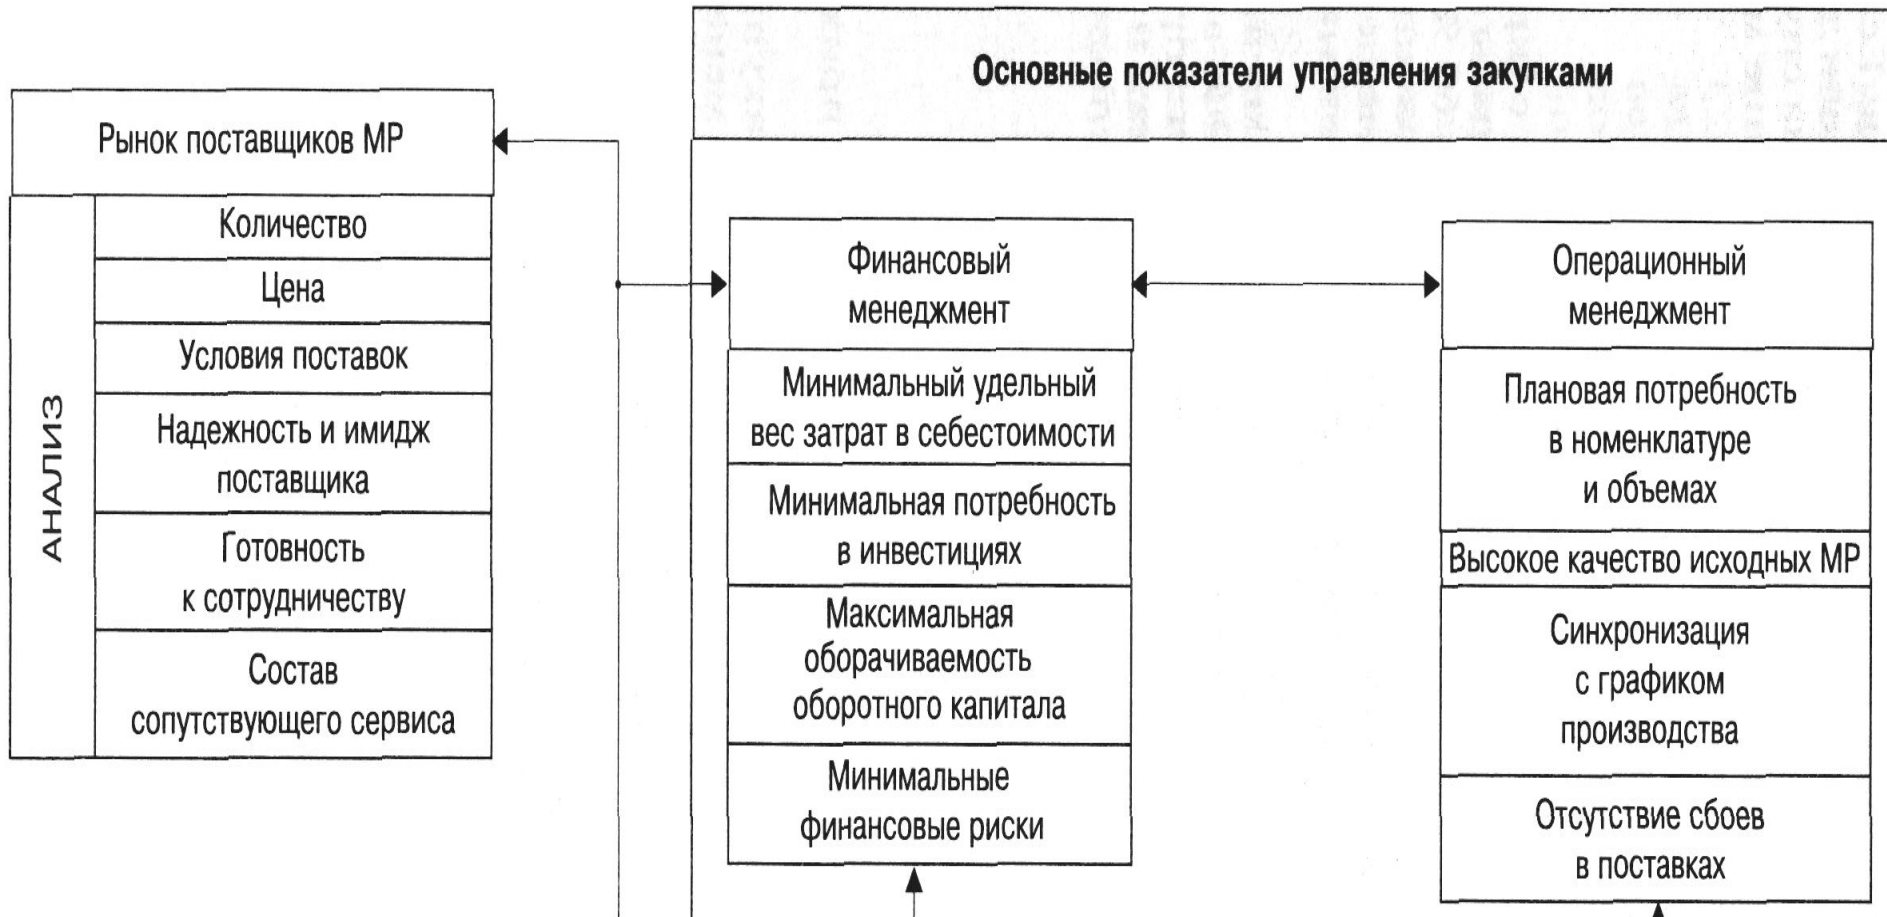 Основные показатели управления закупками
Рынок поставщиков МР
АНАЛИЗ
Количество
Цена
Условия поставок
Надежность и имидж
поставщика
Готовность
к сотрудничеству
Состав
сопутствующего сервиса
Финансовый
менеджмент
Минимальный удельный
вес затрат в себестоимости
Минимальная потребность
в инвестициях
Максимальная
оборачиваемость
оборотного капитала
Минимальные
финансовые риски
Операционный
менеджмент
Плановая потребность
в номенклатуре
и объемах
Высокое качество исходных МР
Синхронизация
с графиком
производства
Отсутствие сбоев
в поставках